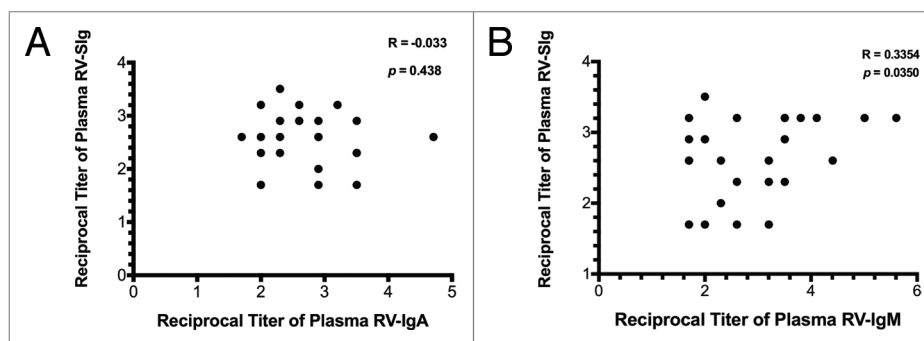 A
R = -0.033
p = 0.438
Reciprocal Titer of Plasma RV-SIg
4
3
2
1
0
0 1 2 3 4 5
Reciprocal Titer of Plasma RV-IgA
B
R = 0.3354
p = 0.0350
Reciprocal Titer of Plasma RV-SIg
4
3
2
1
0 2 4 6
Reciprocal Titer of Plasma RV-IgM